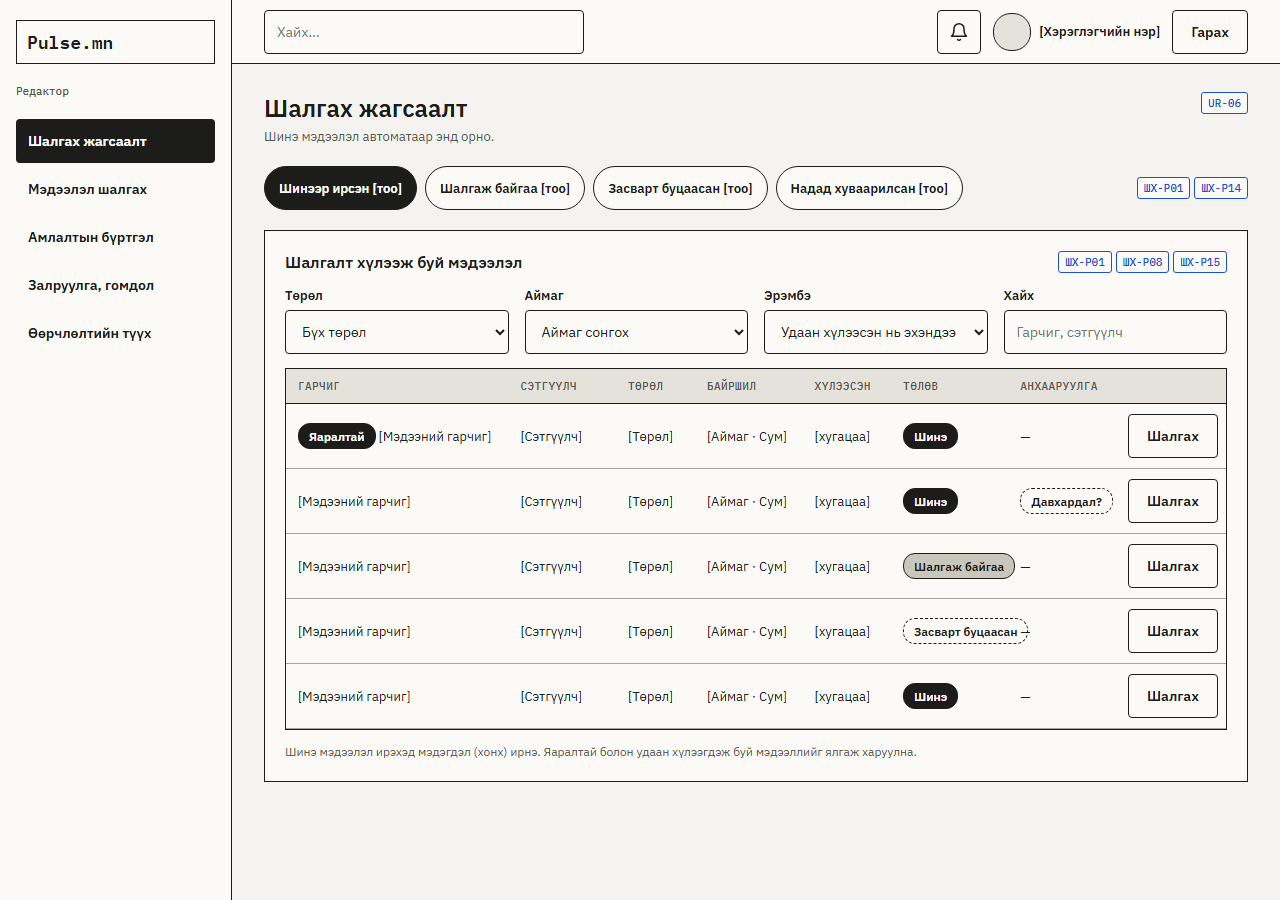 Pulse.mn
Редактор
Шалгах жагсаалт
Мэдээлэл шалгах
Амлалтын бүртгэл
Залруулга, гомдол
Өөрчлөлтийн түүх
Хайх...
[Хэрэглэгчийн нэр]
Гарах
Шалгах жагсаалт
UR-06
Шинэ мэдээлэл автоматаар энд орно.
Шинээр ирсэн [тоо]
Шалгаж байгаа [тоо]
Засварт буцаасан [тоо]
Надад хуваарилсан [тоо]
ШХ-P01 ШХ-P14
Шалгалт хүлээж буй мэдээлэл
ШХ-P01 ШХ-P08 ШХ-P15
Төрөл Аймаг Эрэмбэ Хайх
Бүх төрөл Аймаг сонгох Удаан хүлээсэн нь эхэндээ Гарчиг, сэтгүүлч
ГАРЧИГ СЭТГҮҮЛЧ ТӨРӨЛ БАЙРШИЛ ХҮЛЭЭСЭН ТӨЛӨВ АНХААРУУЛГА
Яаралтай [Мэдээний гарчиг] [Сэтгүүлч] [Төрөл] [Аймаг · Сум] [хугацаа] Шинэ — Шалгах
[Мэдээний гарчиг] [Сэтгүүлч] [Төрөл] [Аймаг · Сум] [хугацаа] Шинэ Давхардал? Шалгах
[Мэдээний гарчиг] [Сэтгүүлч] [Төрөл] [Аймаг · Сум] [хугацаа] Шалгаж байгаа — Шалгах
[Мэдээний гарчиг] [Сэтгүүлч] [Төрөл] [Аймаг · Сум] [хугацаа] Засварт буцаасан — Шалгах
[Мэдээний гарчиг] [Сэтгүүлч] [Төрөл] [Аймаг · Сум] [хугацаа] Шинэ — Шалгах
Шинэ мэдээлэл ирэхэд мэдэгдэл (хонх) ирнэ. Яаралтай болон удаан хүлээгдэж буй мэдээллийг ялгаж харуулна.